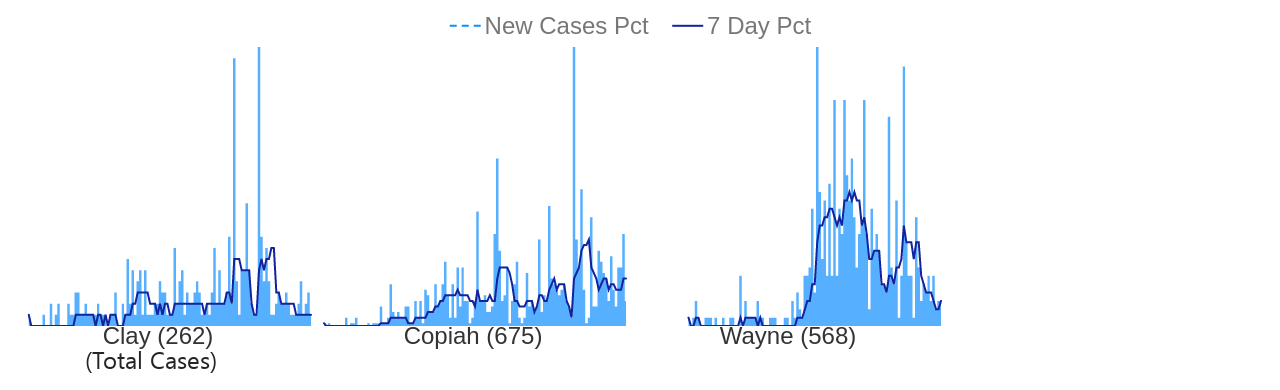 New Cases Pct 7 Day Pct
Clay (262) Copiah (675) Wayne (568)
(Total Cases)